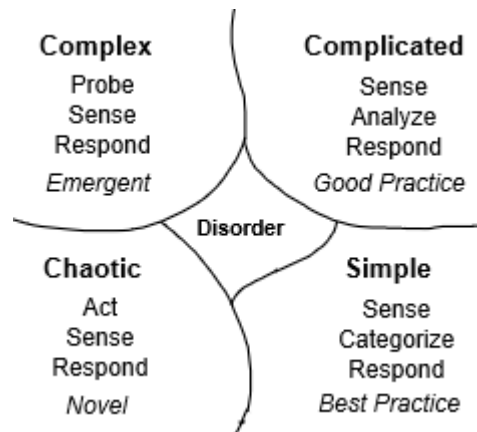 Complex
Probe
Sense
Respond
Emergent
Complicated
Sense
Analyze
Respond
Good Practice
Disorder
Chaotic
Act
Sense
Respond
Novel
Simple
Sense
Categorize
Respond
Best Practice